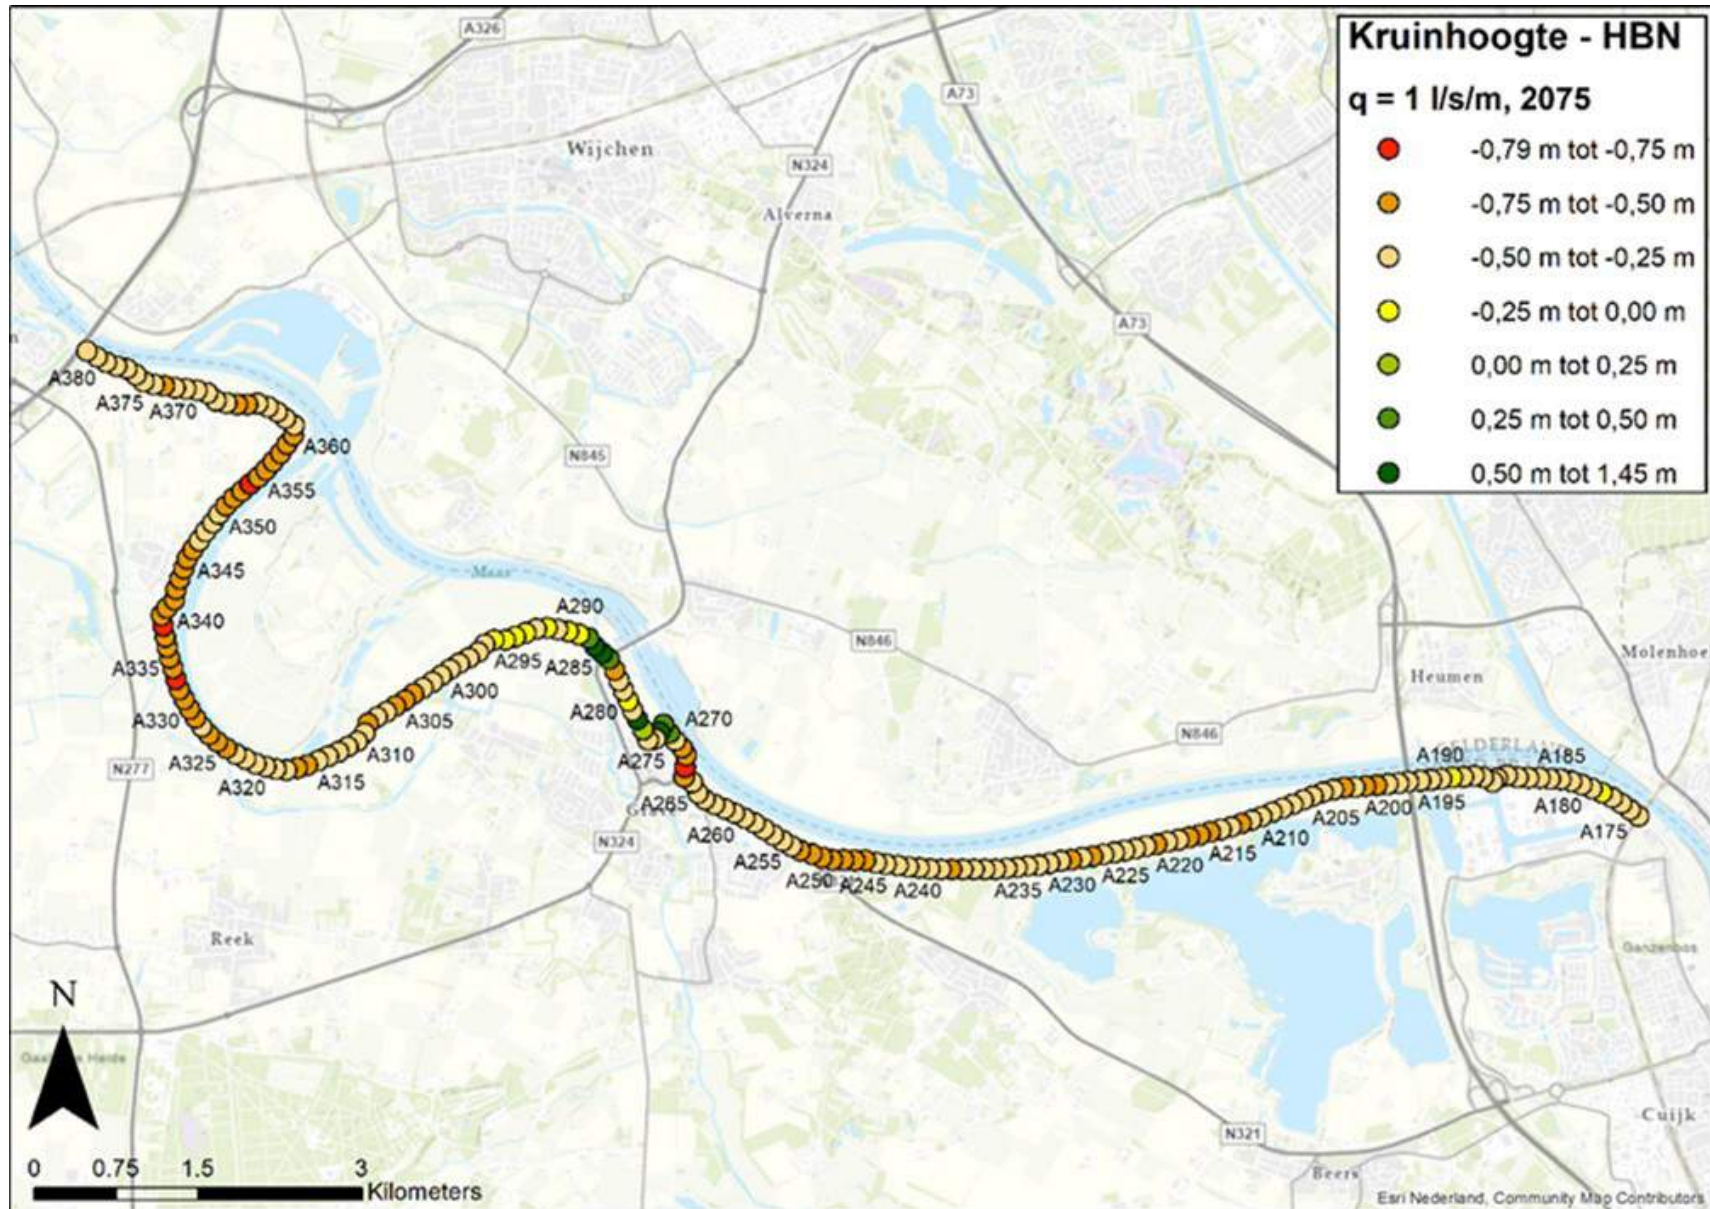 Kruinhoogte - HBN
q = 1 l/s/m, 2075
-0,79 m tot -0,75 m
-0,75 m tot -0,50 m
-0,50 m tot -0,25 m
-0,25 m tot 0,00 m
0,00 m tot 0,25 m
0,25 m tot 0,50 m
0,50 m tot 1,45 m
A326
A73
Wijchen
N324
Alverna
A73
n
A380
A375
A370
A360
N845
A355
A350
A345
Maas
A290
A340
A295
A285
N846
Molenhoe
A335
A300
Heumen
A280
A305
A270
A330
N846
A310
A275
A190
GELDERLAND
A185
A325
N277
A315
A320
A265
A195
A200
A205
A180
Grave
A260
A210
A175
N324
A255
A215
A220
A250
A245
A240
A235
A230
A225
Reek
Ganzenbos
N
Cuijk
N321
Beers
0
0.75
1.5
3
Kilometers
Esri Nederland, Community Map Contributors